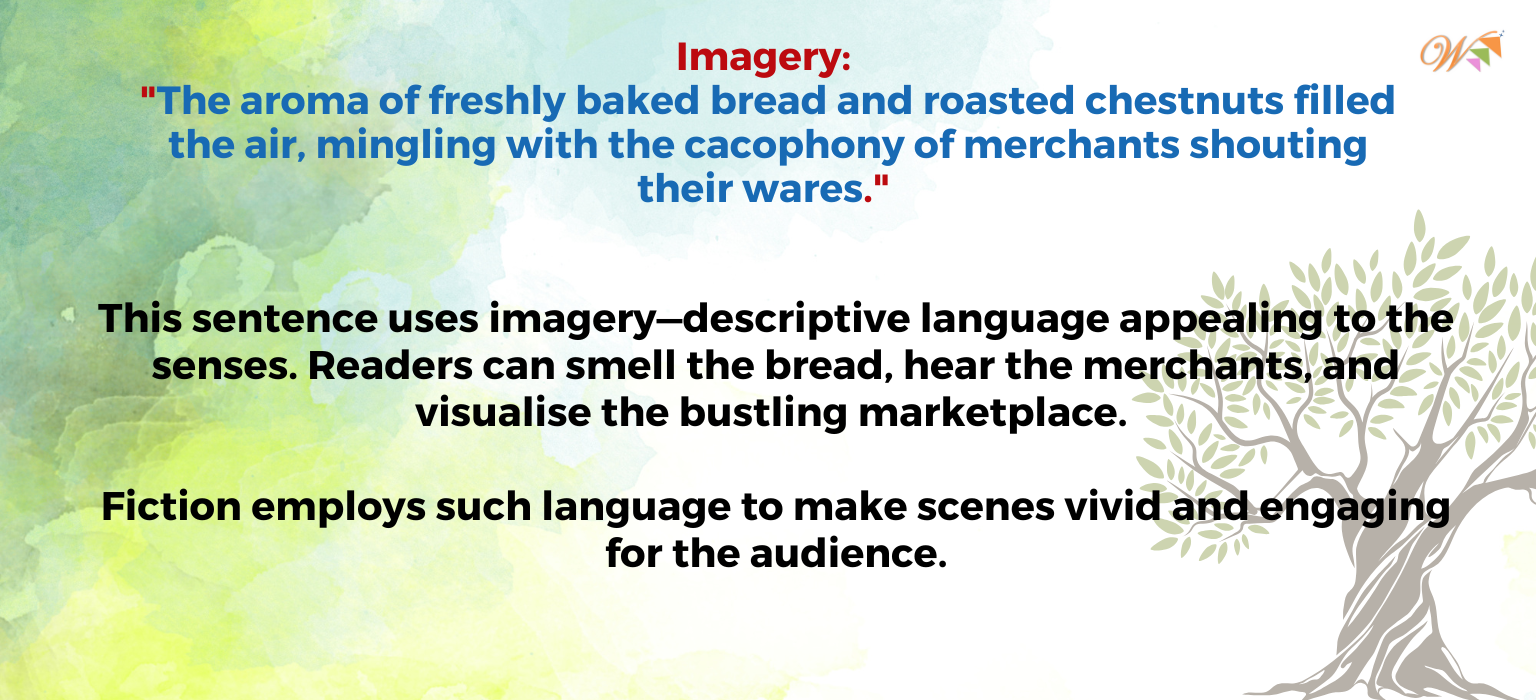 Imagery:
"The aroma of freshly baked bread and roasted chestnuts filled
the air, mingling with the cacophony of merchants shouting
their wares."
This sentence uses imagery—descriptive language appealing to the
senses. Readers can smell the bread, hear the merchants, and
visualise the bustling marketplace.
Fiction employs such language to make scenes vivid and engaging
for the audience.
W